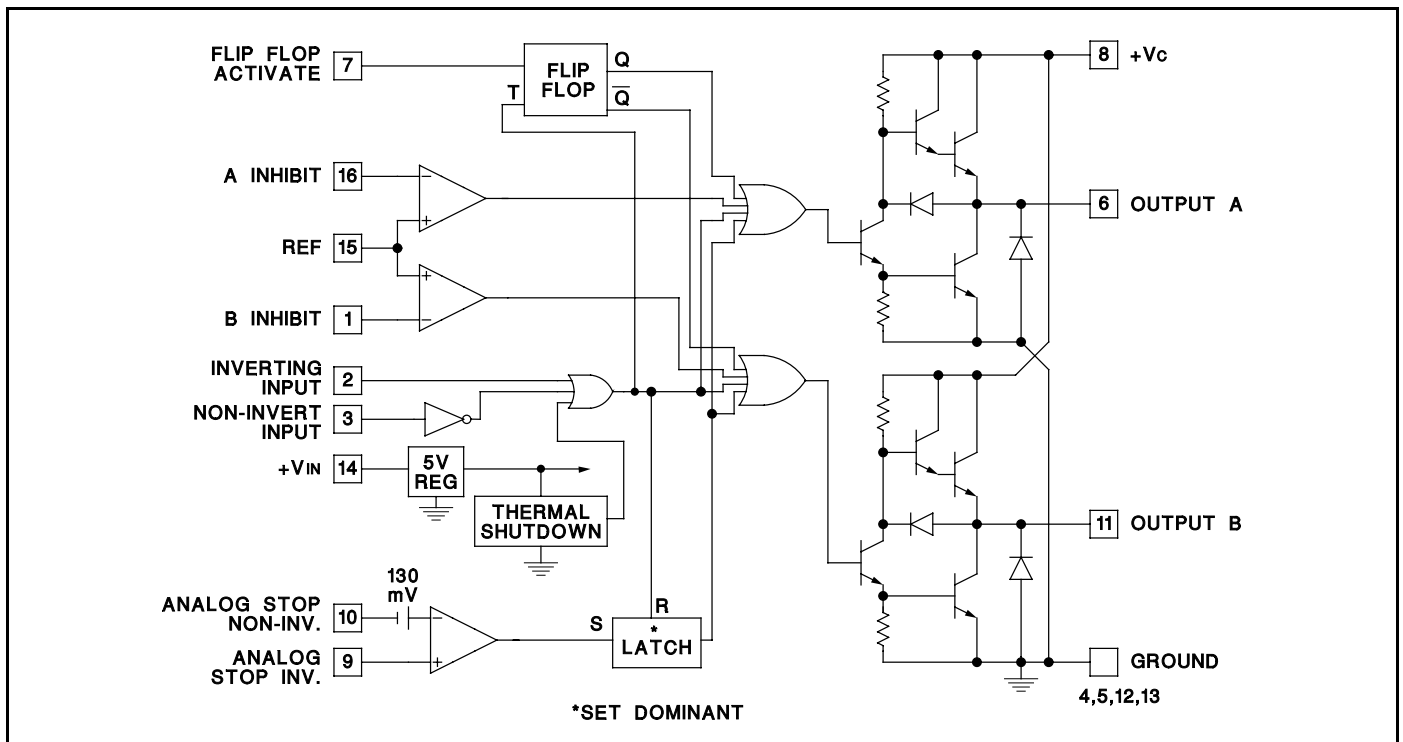 FLIP FLOP
ACTIVATE
7
T
FLIP
FLOP
Q
Q̅
8
+Vc
A INHIBIT
16
−
+
REF
15
6
OUTPUT A
+
−
B INHIBIT
1
INVERTING
INPUT
2
NON-INVERT
INPUT
3
+VIN
14
5V
REG
THERMAL
SHUTDOWN
11
OUTPUT B
130
mV
ANALOG STOP
NON-INV.
10
−
ANALOG
STOP INV.
9
+
S
R
*
LATCH
GROUND
4,5,12,13
*SET DOMINANT